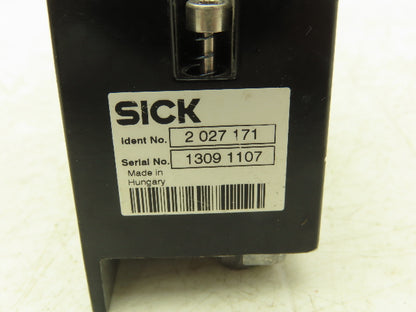 SICK
Ident No. 2 027 171
Serial No. 1309 1107
Made in
Hungary